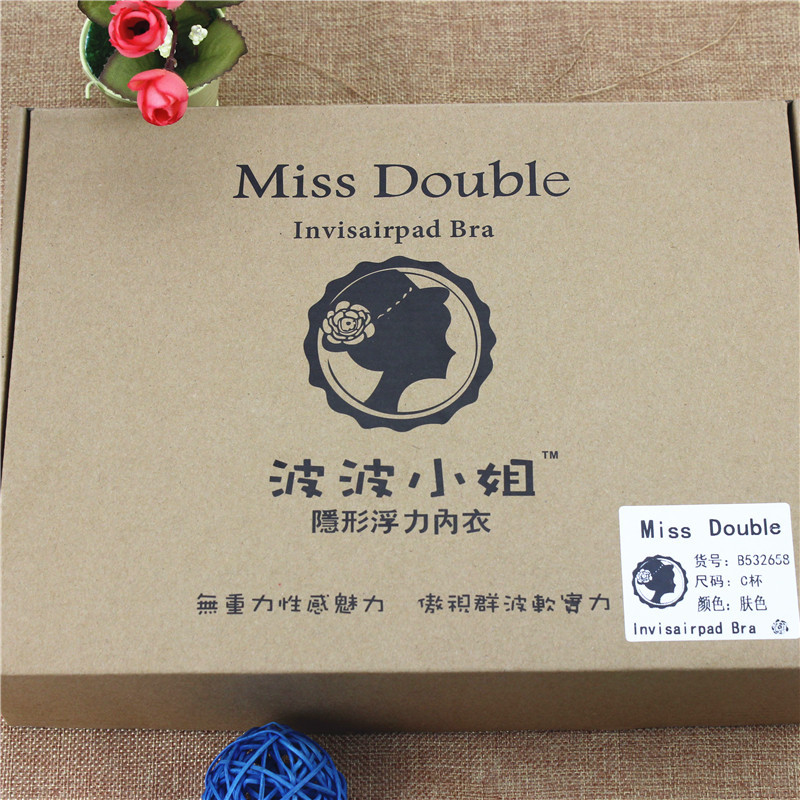 Miss Double
Invisairpad Bra
波波小姐™
隱形浮力內衣
無重力性感魅力 傲視群波軟實力
Miss Double
货号: B532658
尺码: C杯
颜色: 肤色
Invisairpad Bra